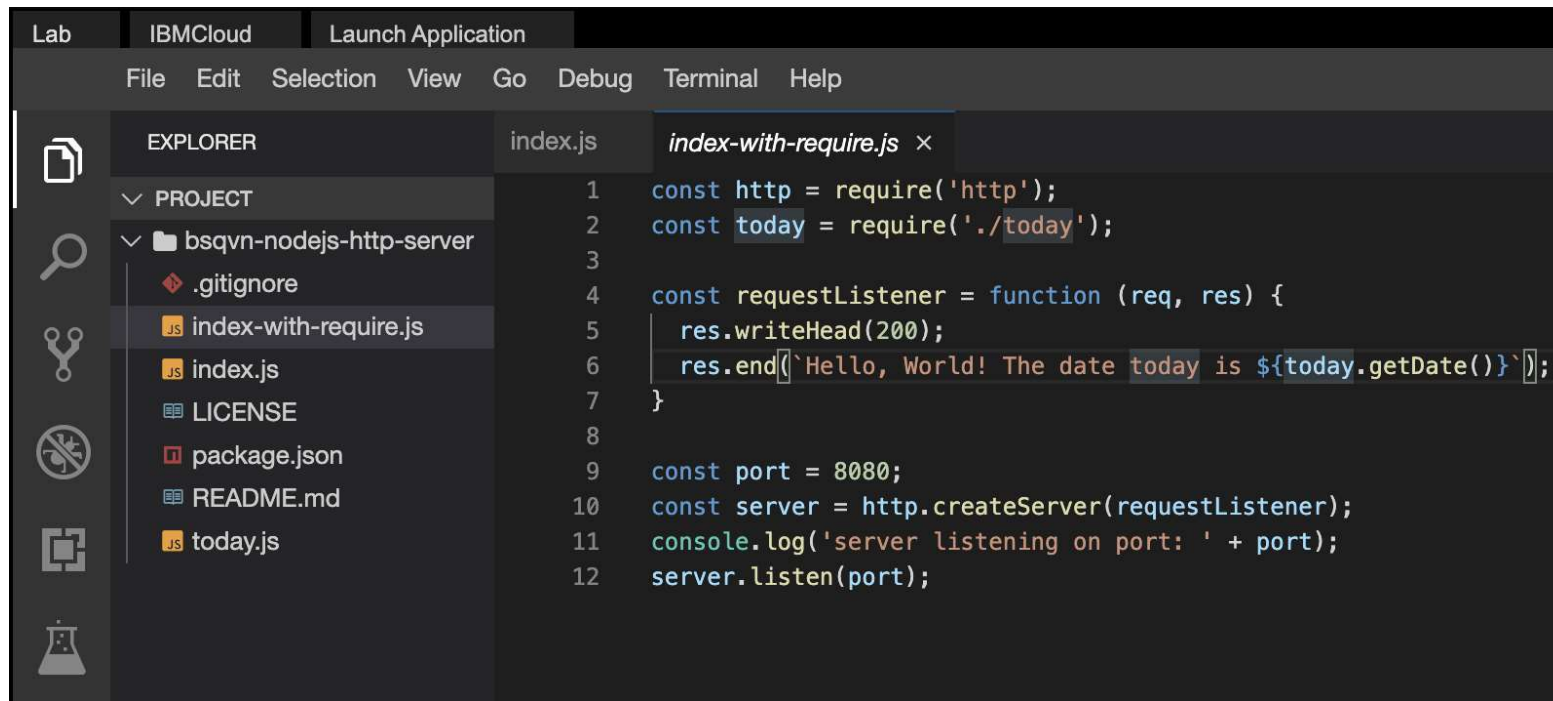 Lab IBMCloud Launch Application
File Edit Selection View Go Debug Terminal Help
EXPLORER
PROJECT
bsqvn-nodejs-http-server
.gitignore
JS index-with-require.js
JS index.js
LICENSE
package.json
README.md
JS today.js
index.js index-with-require.js ×
1 const http = require('http');
2 const today = require('./today');
3
4 const requestListener = function (req, res) {
5   res.writeHead(200);
6   res.end(`Hello, World! The date today is ${today.getDate()}`);
7 }
8
9 const port = 8080;
10 const server = http.createServer(requestListener);
11 console.log('server listening on port: ' + port);
12 server.listen(port);